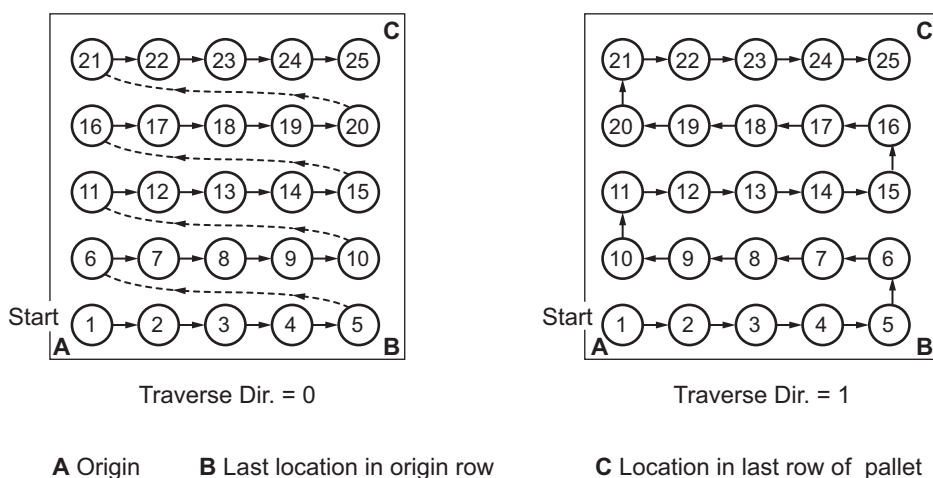 C
21 22 23 24 25
16 17 18 19 20
11 12 13 14 15
6 7 8 9 10
Start
1 2 3 4 5
A B
Traverse Dir. = 0
C
21 22 23 24 25
20 19 18 17 16
11 12 13 14 15
10 9 8 7 6
Start
1 2 3 4 5
A B
Traverse Dir. = 1
A Origin B Last location in origin row C Location in last row of pallet